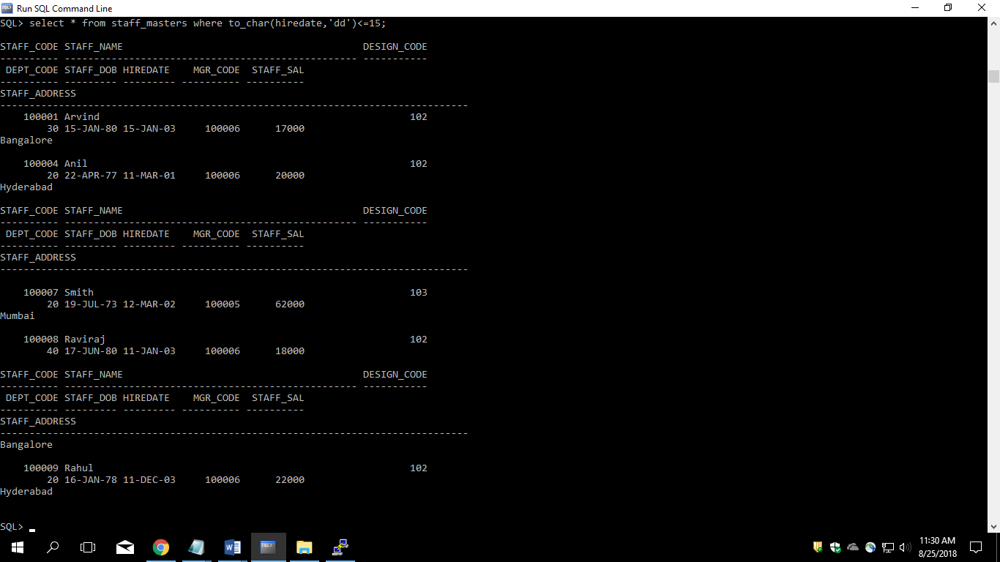 Run SQL Command Line
SQL> select * from staff_masters where to_char(hiredate,'dd')<=15;
STAFF_CODE STAFF_NAME                                         DESIGN_CODE
---------- -------------------------------------------------- -----------
 DEPT_CODE STAFF_DOB HIREDATE    MGR_CODE  STAFF_SAL
---------- --------- --------- ---------- ----------
STAFF_ADDRESS
--------------------------------------------------------------------------------
    100001 Arvind                                                     102
        30 15-JAN-80 15-JAN-03     100006      17000
Bangalore
    100004 Anil                                                       102
        20 22-APR-77 11-MAR-01     100006      20000
Hyderabad
STAFF_CODE STAFF_NAME                                         DESIGN_CODE
---------- -------------------------------------------------- -----------
 DEPT_CODE STAFF_DOB HIREDATE    MGR_CODE  STAFF_SAL
---------- --------- --------- ---------- ----------
STAFF_ADDRESS
--------------------------------------------------------------------------------
    100007 Smith                                                      103
        20 19-JUL-73 12-MAR-02     100005      62000
Mumbai
    100008 Raviraj                                                    102
        40 17-JUN-80 11-JAN-03     100006      18000
STAFF_CODE STAFF_NAME                                         DESIGN_CODE
---------- -------------------------------------------------- -----------
 DEPT_CODE STAFF_DOB HIREDATE    MGR_CODE  STAFF_SAL
---------- --------- --------- ---------- ----------
STAFF_ADDRESS
--------------------------------------------------------------------------------
Bangalore
    100009 Rahul                                                      102
        20 16-JAN-78 11-DEC-03     100006      22000
Hyderabad
SQL>
11:30 AM
8/25/2018